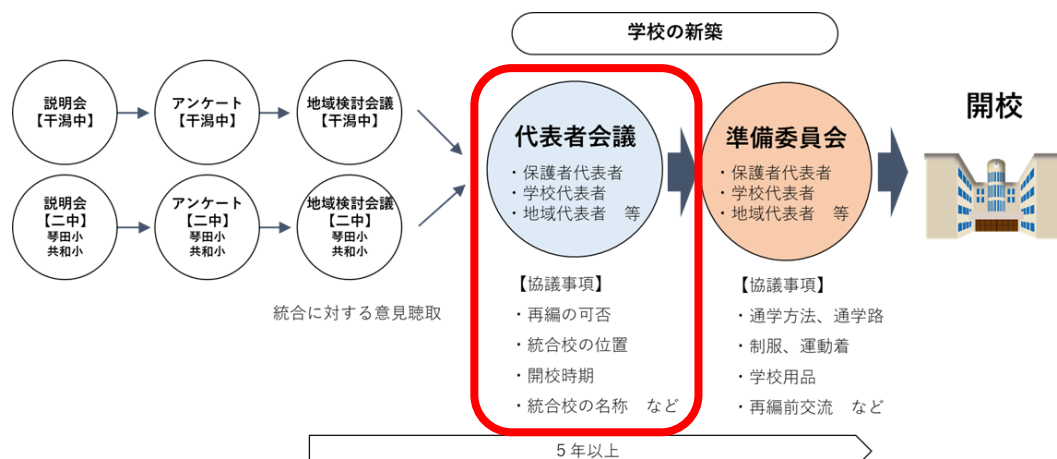 学校の新築
説明会
【干潟中】
アンケート
【干潟中】
地域検討会議
【干潟中】
説明会
【二中】
琴田小
共和小
アンケート
【二中】
琴田小
共和小
地域検討会議
【二中】
琴田小
共和小
統合に対する意見聴取
代表者会議
・保護者代表者
・学校代表者
・地域代表者　等
【協議事項】
・再編の可否
・統合校の位置
・開校時期
・統合校の名称　など
準備委員会
・保護者代表者
・学校代表者
・地域代表者　等
【協議事項】
・通学方法、通学路
・制服、運動着
・学校用品
・再編前交流　など
開校
5年以上